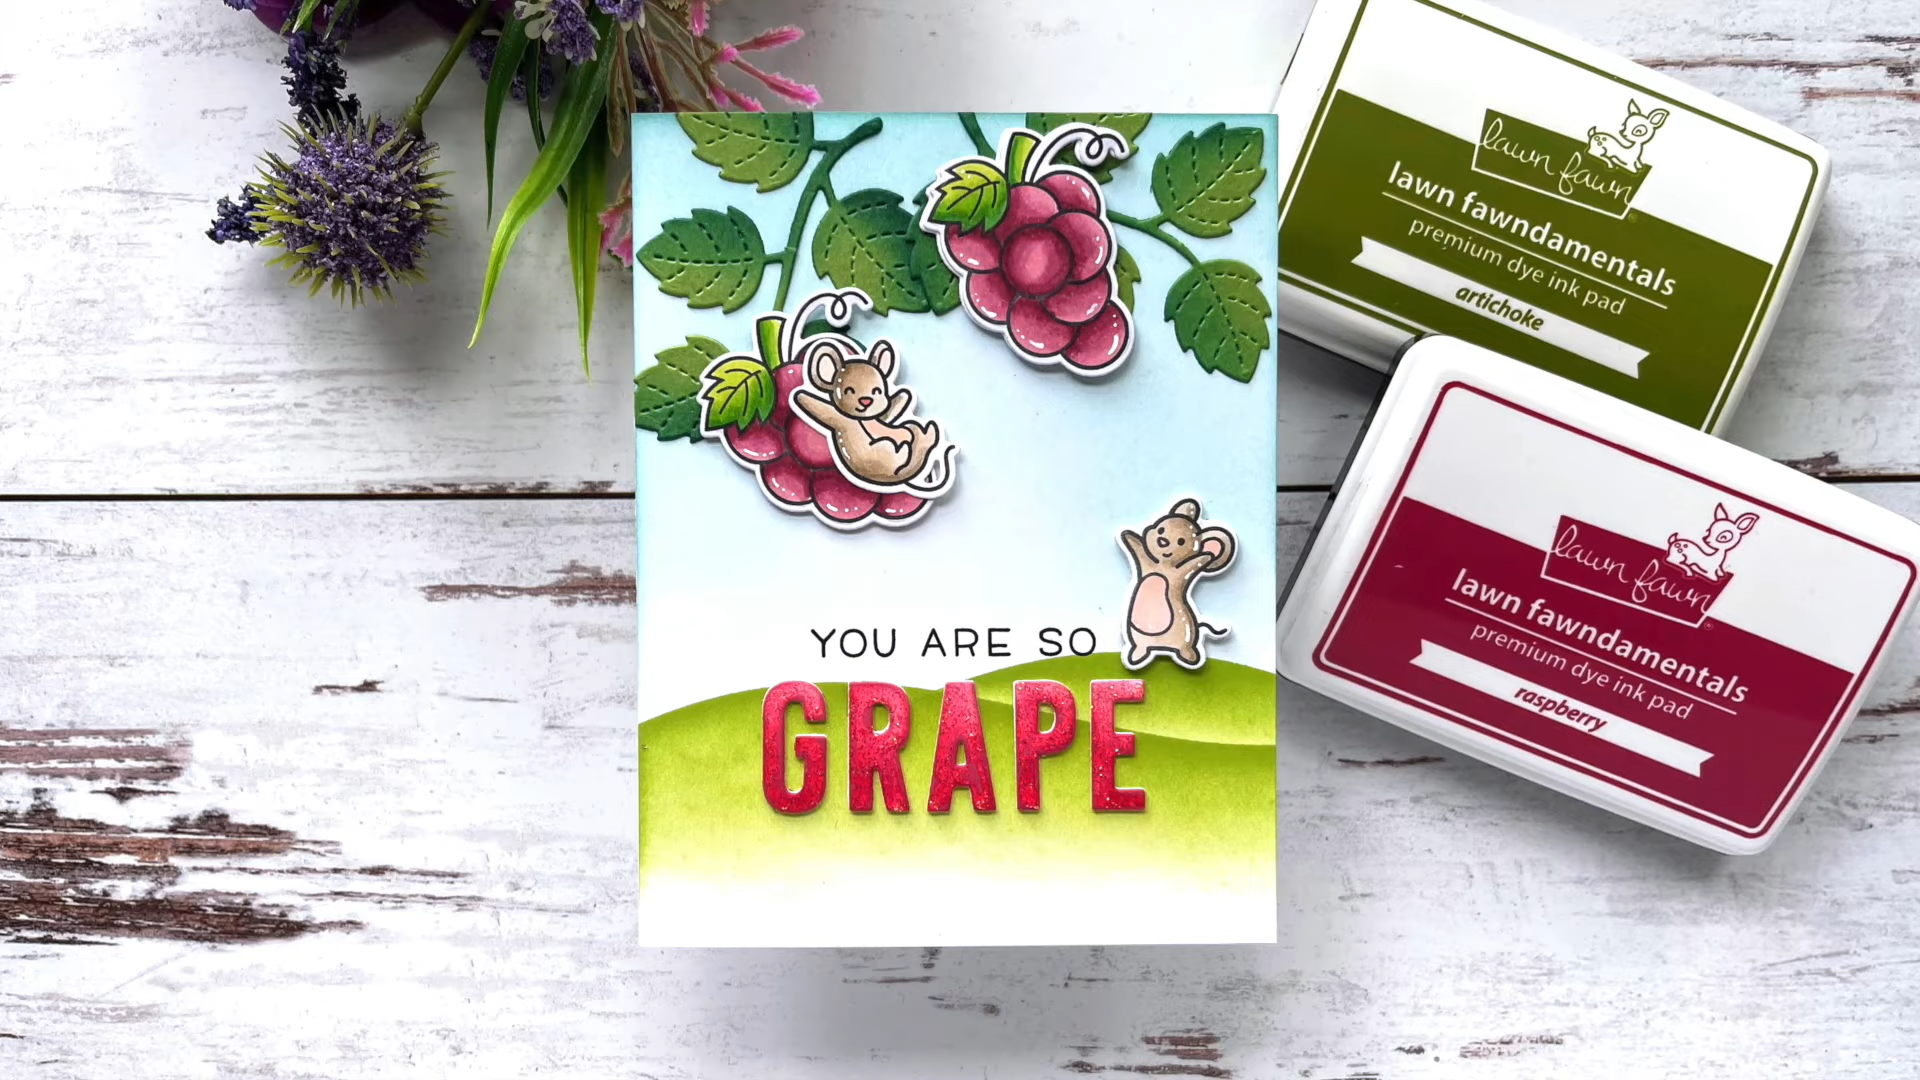 YOU ARE SO
GRAPE
lawn fawn
lawn fawndamentals
premium dye ink pad
artichoke
lawn fawn
lawn fawndamentals
premium dye ink pad
raspberry